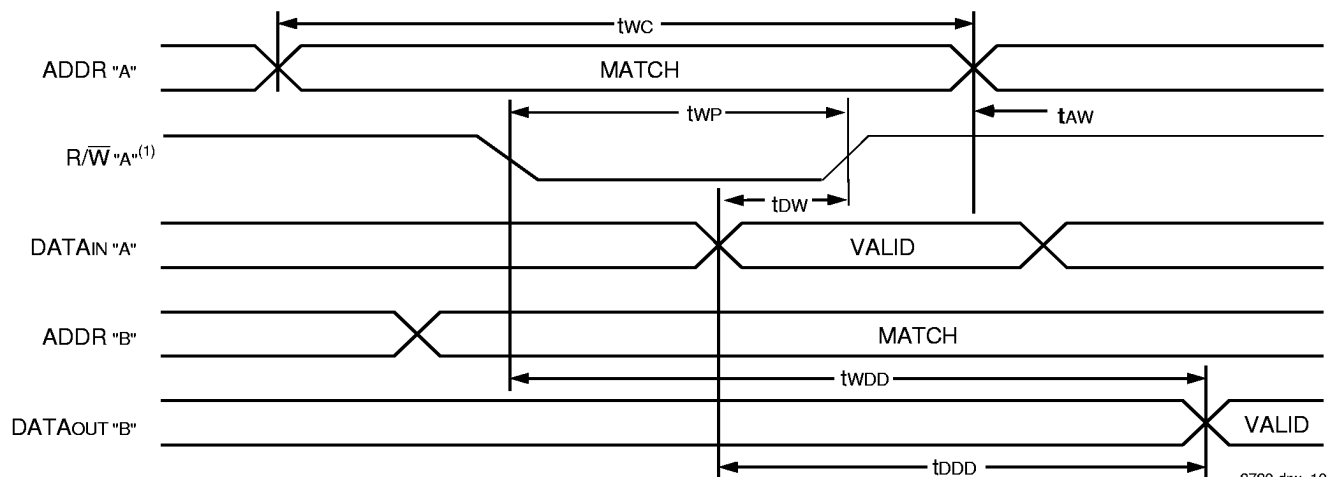 tWC
ADDR "A"
MATCH
tWP
tAW
R/W̅ "A"(1)
tDW
DATAIN "A"
VALID
ADDR "B"
MATCH
tWDD
DATAOUT "B"
VALID
tDDD